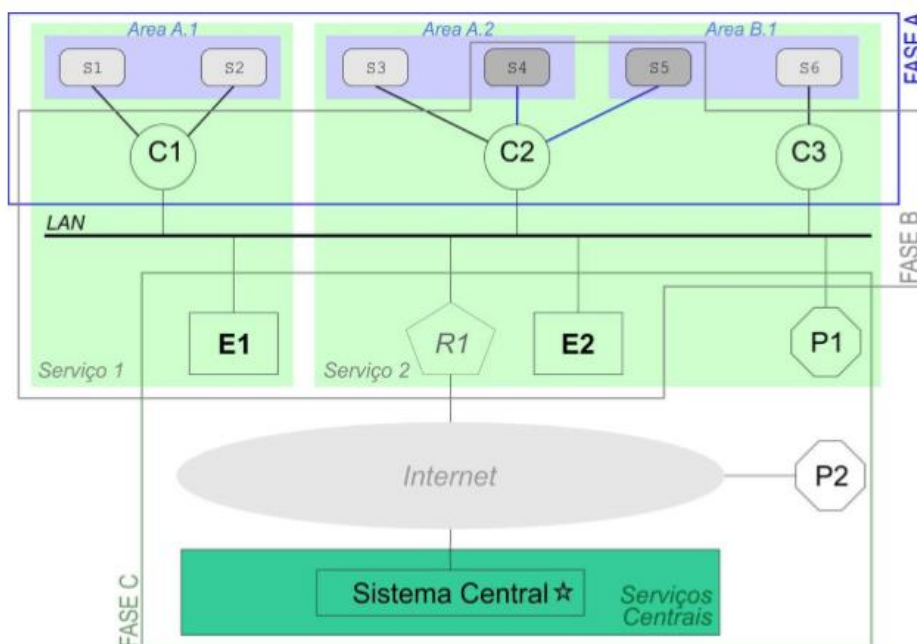 Area A.1
Area A.2
Area B.1
FASE A
S1
S2
S3
S4
S5
S6
C1
C2
C3
LAN
FASE B
E1
R1
E2
P1
Serviço 1
Serviço 2
Internet
P2
FASE C
Sistema Central☆
Serviços
Centrais